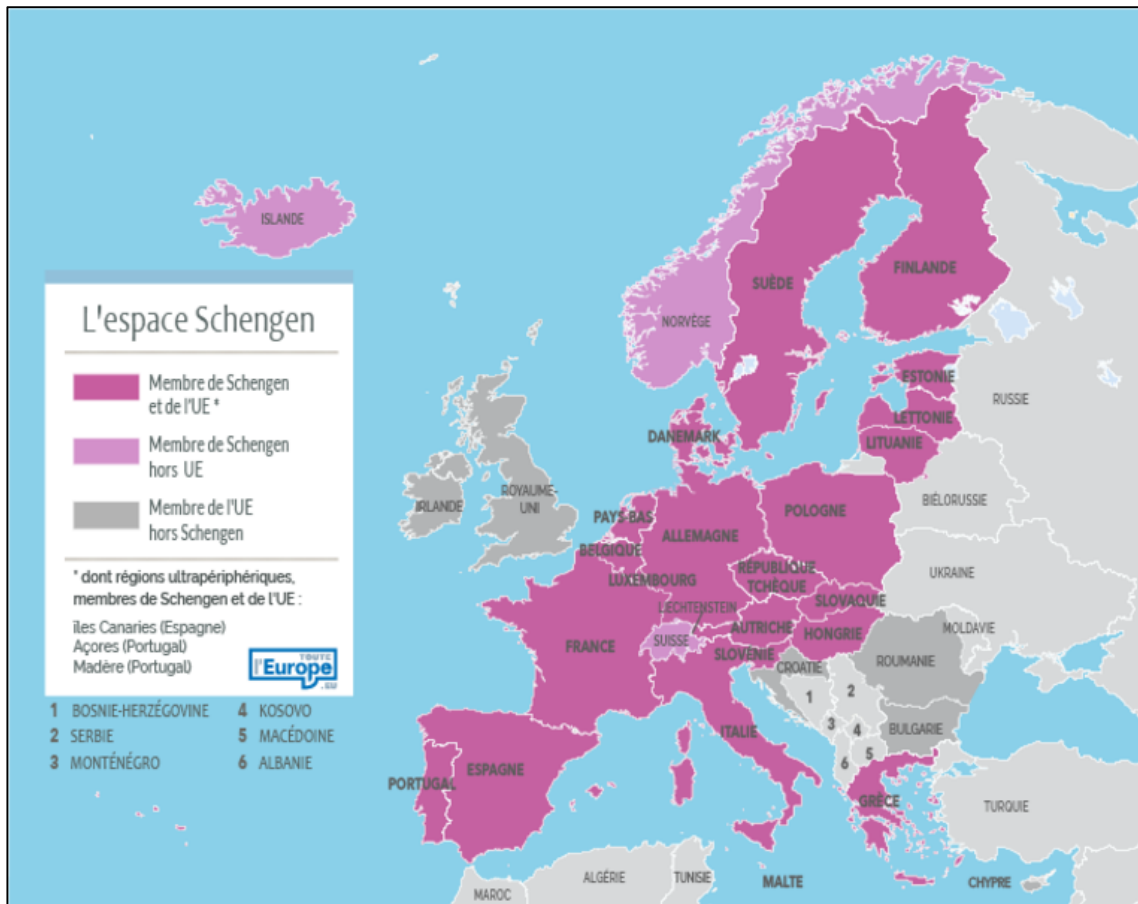 L'espace Schengen
Membre de Schengen
et de l'UE *
Membre de Schengen
hors UE
Membre de l'UE
hors Schengen
* dont régions ultrapériphériques,
membres de Schengen et de l'UE :
îles Canaries (Espagne)
Açores (Portugal)
Madère (Portugal)
TOUTE
l'Europe
.EU
1 BOSNIE-HERZÉGOVINE
2 SERBIE
3 MONTÉNÉGRO
4 KOSOVO
5 MACÉDOINE
6 ALBANIE
ISLANDE
NORVÈGE
SUÈDE
FINLANDE
ESTONIE
LETTONIE
LITUANIE
RUSSIE
DANEMARK
IRLANDE
ROYAUME-
UNI
PAYS-BAS
BELGIQUE
LUXEMBOURG
ALLEMAGNE
POLOGNE
BIÉLORUSSIE
UKRAINE
RÉPUBLIQUE
TCHÈQUE
SLOVAQUIE
LIECHTENSTEIN
SUISSE
AUTRICHE
HONGRIE
MOLDAVIE
FRANCE
SLOVÉNIE
CROATIE
ROUMANIE
1
2
3
4
5
6
BULGARIE
ITALIE
PORTUGAL
ESPAGNE
GRÈCE
TURQUIE
MAROC
ALGÉRIE
TUNISIE
MALTE
CHYPRE